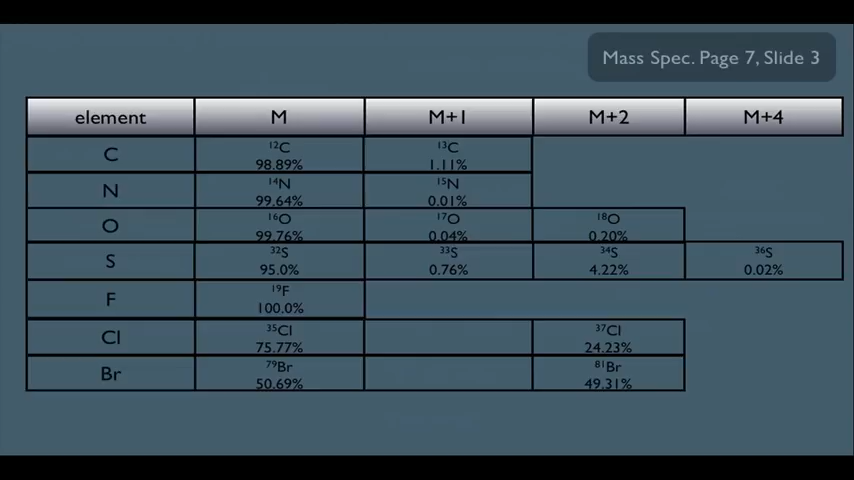 Mass Spec. Page 7, Slide 3
element M M+1 M+2 M+4
C ¹²C 98.89% ¹³C 1.11%
N ¹⁴N 99.64% ¹⁵N 0.01%
O ¹⁶O 99.76% ¹⁷O 0.04% ¹⁸O 0.20%
S ³²S 95.0% ³³S 0.76% ³⁴S 4.22% ³⁶S 0.02%
F ¹⁹F 100.0%
Cl ³⁵Cl 75.77% ³⁷Cl 24.23%
Br ⁷⁹Br 50.69% ⁸¹Br 49.31%